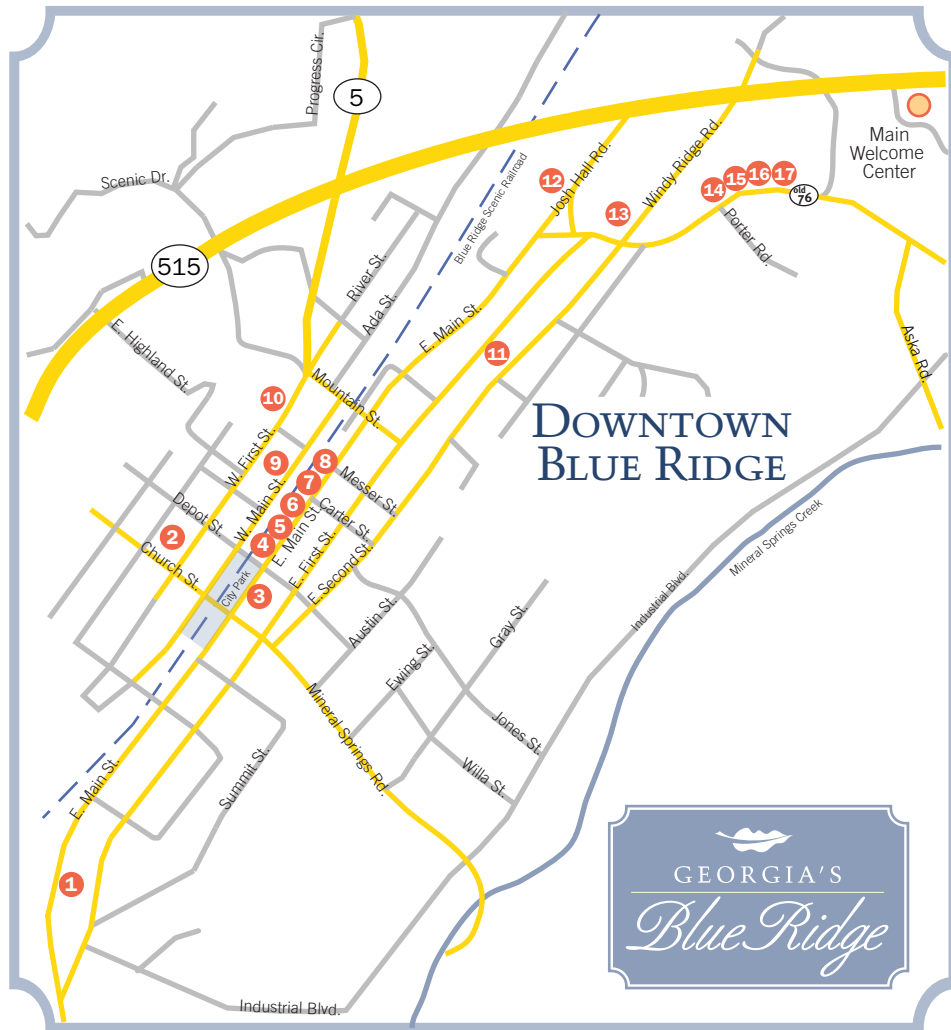 Progress Cir.
5
Main
Welcome
Center
Scenic Dr.
Blue Ridge Scenic Railroad
12
Josh Hall Rd.
Windy Ridge Rd.
14
15
16
17
old
76
13
Porter Rd.
515
River St.
Ada St.
E. Highland St.
E. Main St.
11
Aska Rd.
Mountain St.
10
DOWNTOWN
BLUE RIDGE
W. First St.
9
8
7
Messer St.
W. Main St.
Depot St.
6
Carter St.
5
E. Main St.
4
2
Church St.
E. First St.
E. Second St.
City Park
3
Mineral Springs Creek
Industrial Blvd.
Austin St.
Gray St.
Ewing St.
Mineral Springs Rd.
Jones St.
Willa St.
E. Main St.
Summit St.
1
GEORGIA'S
Blue Ridge
Industrial Blvd.